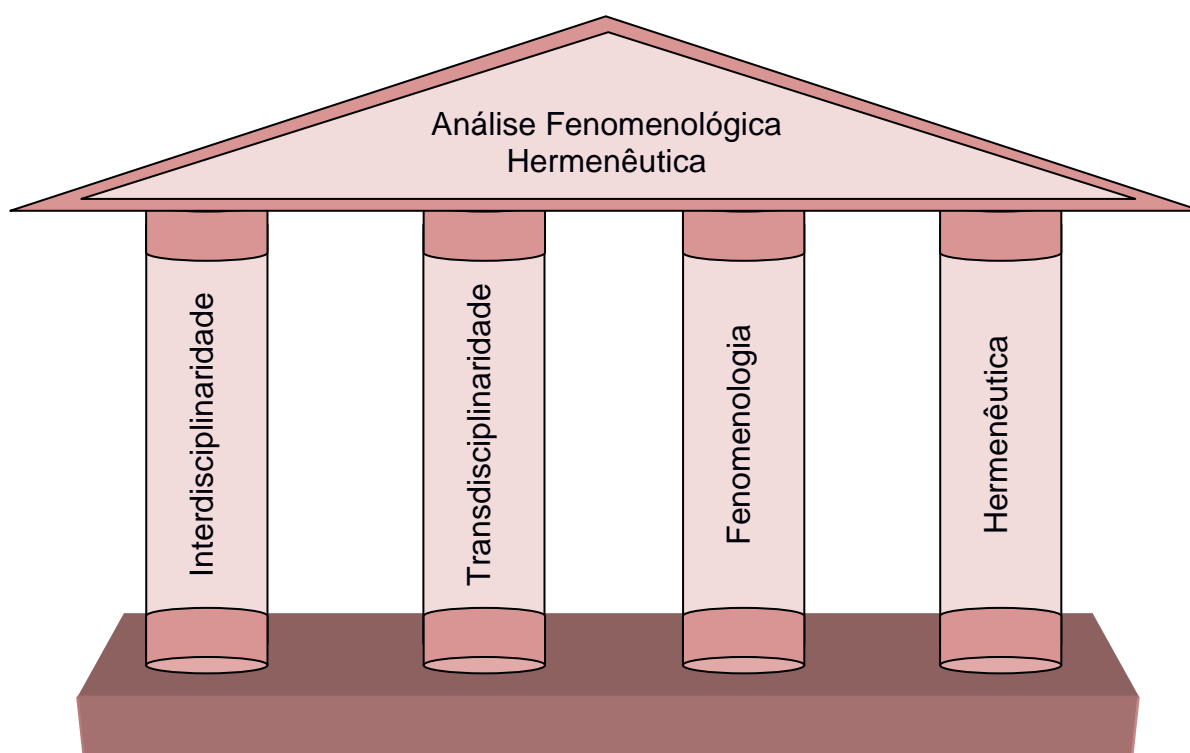 Análise Fenomenológica
Hermenêutica
Interdisciplinaridade
Transdisciplinaridade
Fenomenologia
Hermenêutica